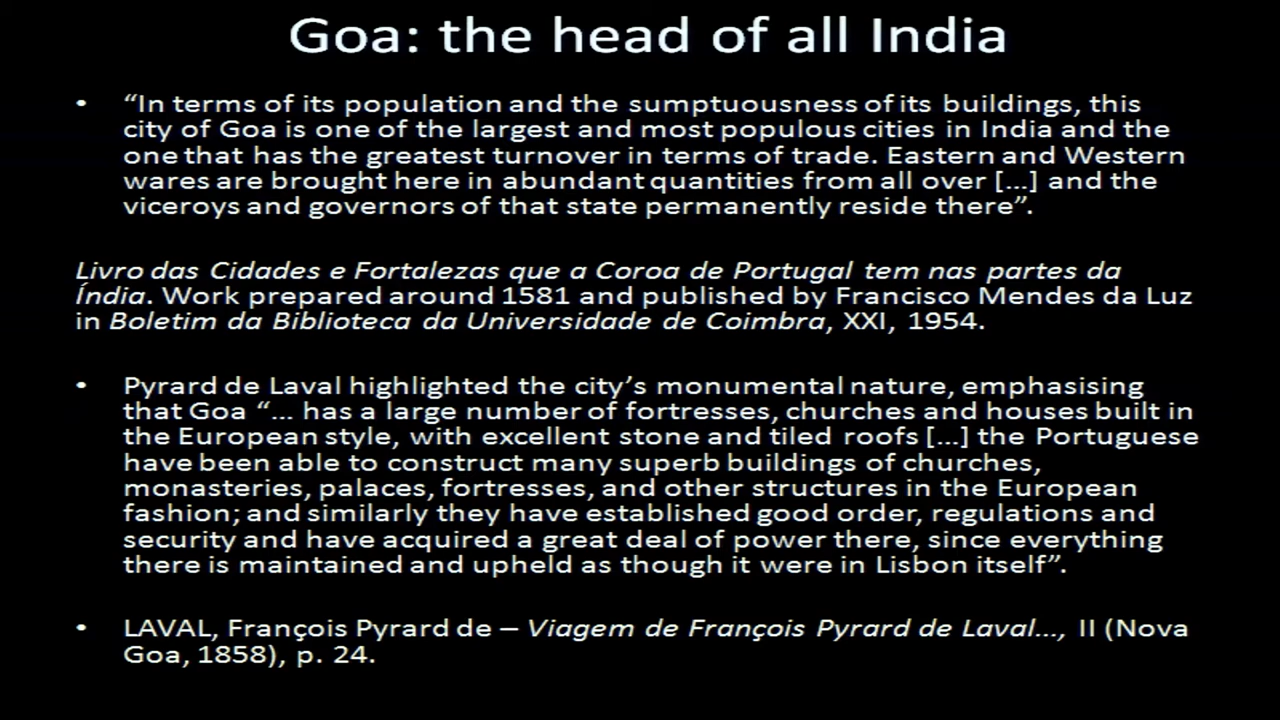 Goa: the head of all India
• “In terms of its population and the sumptuousness of its buildings, this
city of Goa is one of the largest and most populous cities in India and the
one that has the greatest turnover in terms of trade. Eastern and Western
wares are brought here in abundant quantities from all over […] and the
viceroys and governors of that state permanently reside there”.
Livro das Cidades e Fortalezas que a Coroa de Portugal tem nas partes da
Índia. Work prepared around 1581 and published by Francisco Mendes da Luz
in Boletim da Biblioteca da Universidade de Coimbra, XXI, 1954.
• Pyrard de Laval highlighted the city’s monumental nature, emphasising
that Goa “… has a large number of fortresses, churches and houses built in
the European style, with excellent stone and tiled roofs […] the Portuguese
have been able to construct many superb buildings of churches,
monasteries, palaces, fortresses, and other structures in the European
fashion; and similarly they have established good order, regulations and
security and have acquired a great deal of power there, since everything
there is maintained and upheld as though it were in Lisbon itself”.
• LAVAL, François Pyrard de – Viagem de François Pyrard de Laval…, II (Nova
Goa, 1858), p. 24.